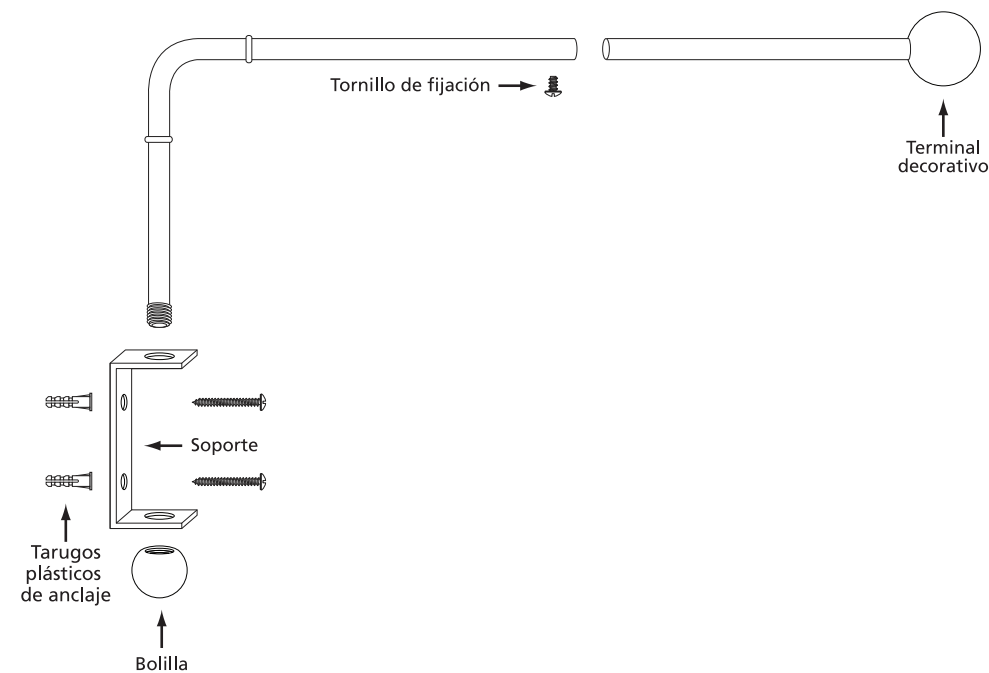 Tornillo de fijación
Terminal
decorativo
Soporte
Tarugos
plásticos
de anclaje
Bolilla